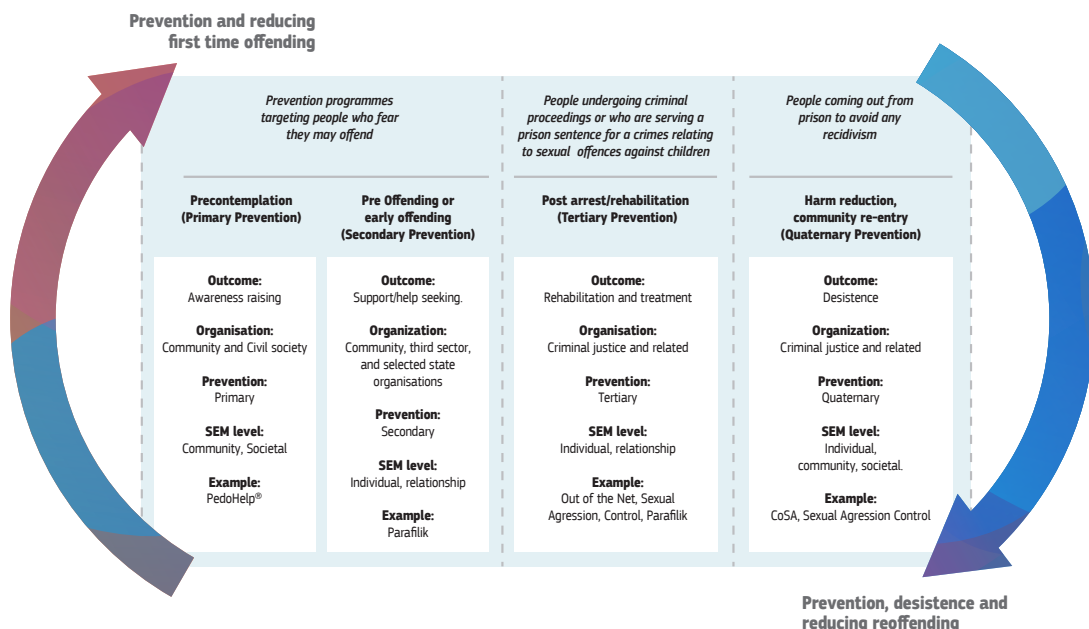 Prevention and reducing
first time offending
Prevention programmes
targeting people who fear
they may offend
People undergoing criminal
proceedings or who are serving a
prison sentence for a crimes relating
to sexual offences against children
People coming out from
prison to avoid any
recidivism
Precontemplation
(Primary Prevention)
Pre Offending or
early offending
(Secondary Prevention)
Post arrest/rehabilitation
(Tertiary Prevention)
Harm reduction,
community re-entry
(Quaternary Prevention)
Outcome:
Awareness raising
Organisation:
Community and Civil society
Prevention:
Primary
SEM level:
Community, Societal
Example:
PedoHelp®
Outcome:
Support/help seeking.
Organization:
Community, third sector,
and selected state
organisations
Prevention:
Secondary
SEM level:
Individual, relationship
Example:
Parafilik
Outcome:
Rehabilitation and treatment
Organisation:
Criminal justice and related
Prevention:
Tertiary
SEM level:
Individual, relationship
Example:
Out of the Net, Sexual
Agression, Control, Parafilik
Outcome:
Desistence
Organization:
Criminal justice and related
Prevention:
Quaternary
SEM level:
Individual,
community, societal.
Example:
CoSA, Sexual Agression Control
Prevention, desistence and
reducing reoffending